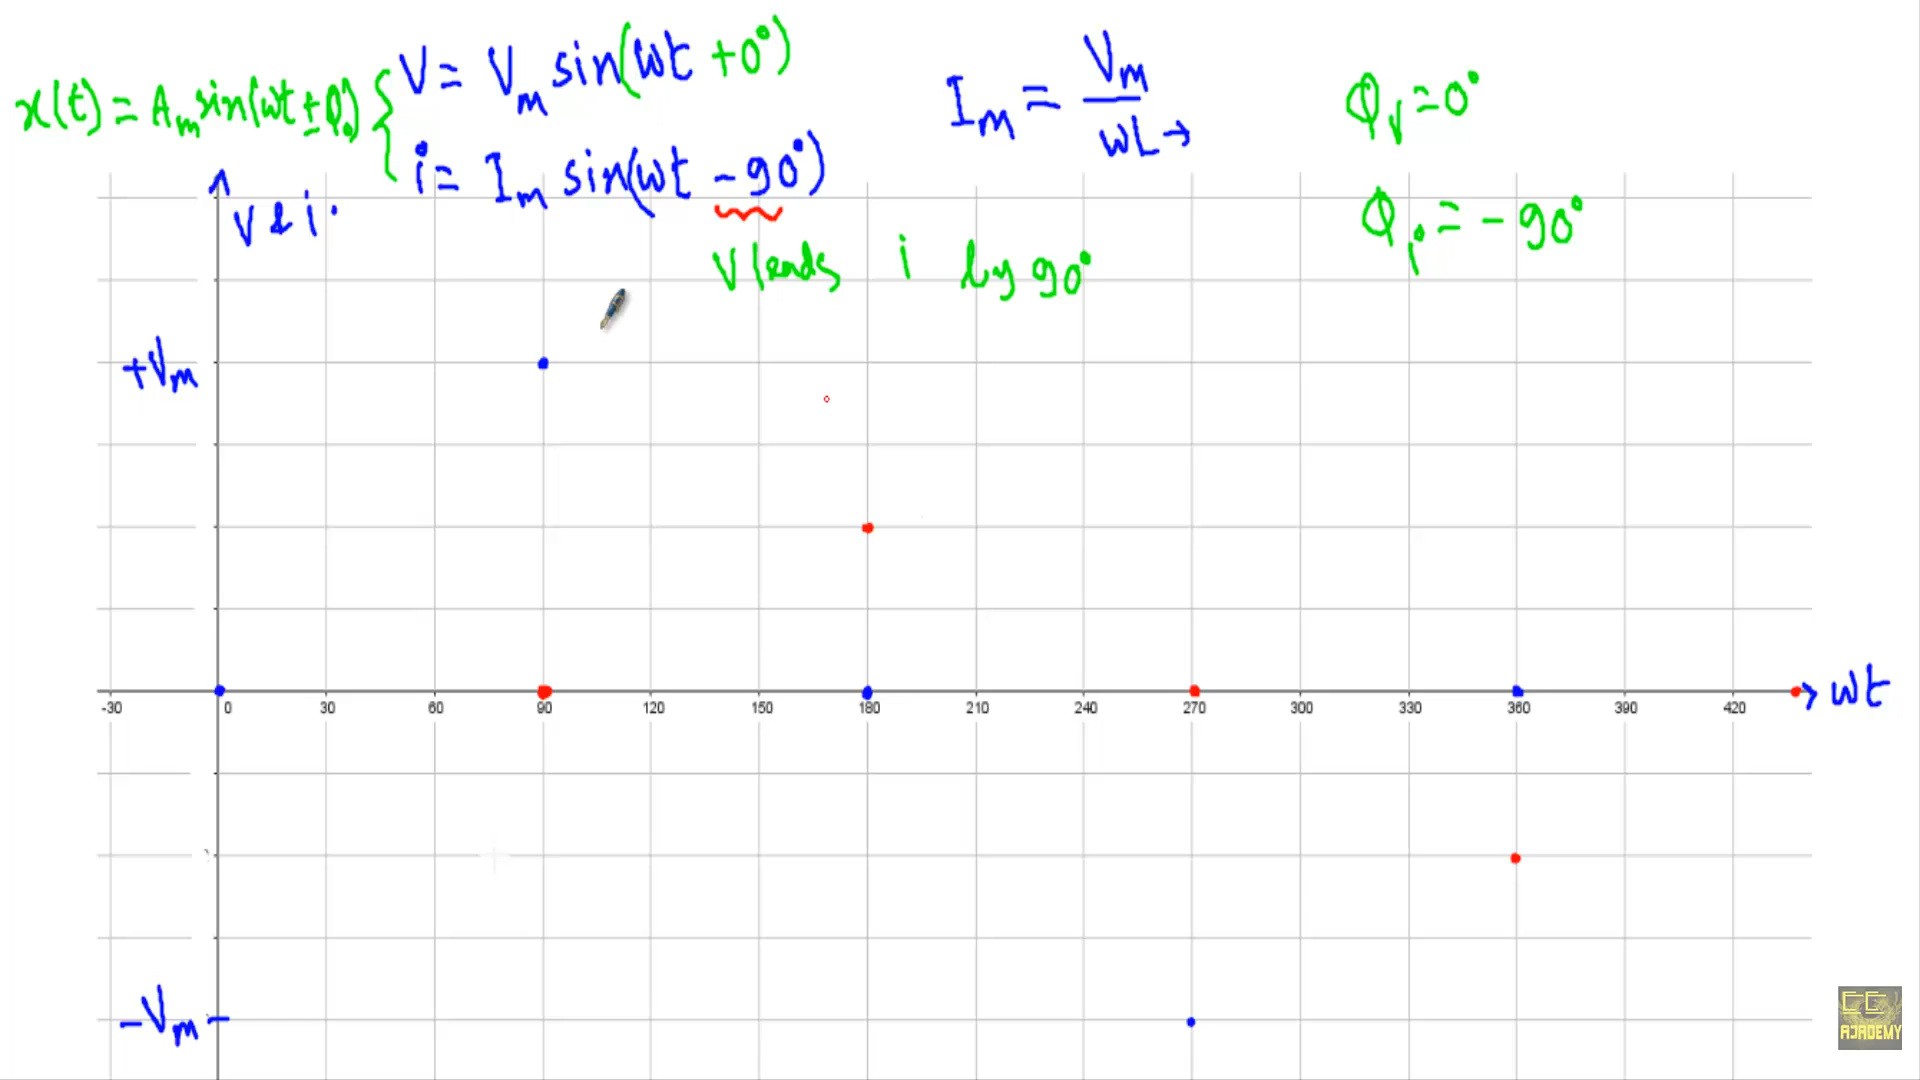 V = Vm sin(wt +0°)
x(t) = Am sin(wt ± Φ.)
i = Im sin(wt - 90°)
Im = Vm / wL →
Φv = 0°
Φi = - 90°
V & i.
V leads i by 90°
+Vm
-30 0 30 60 90 120 150 180 210 240 270 300 330 360 390 420
wt
-Vm -
EE
ACADEMY